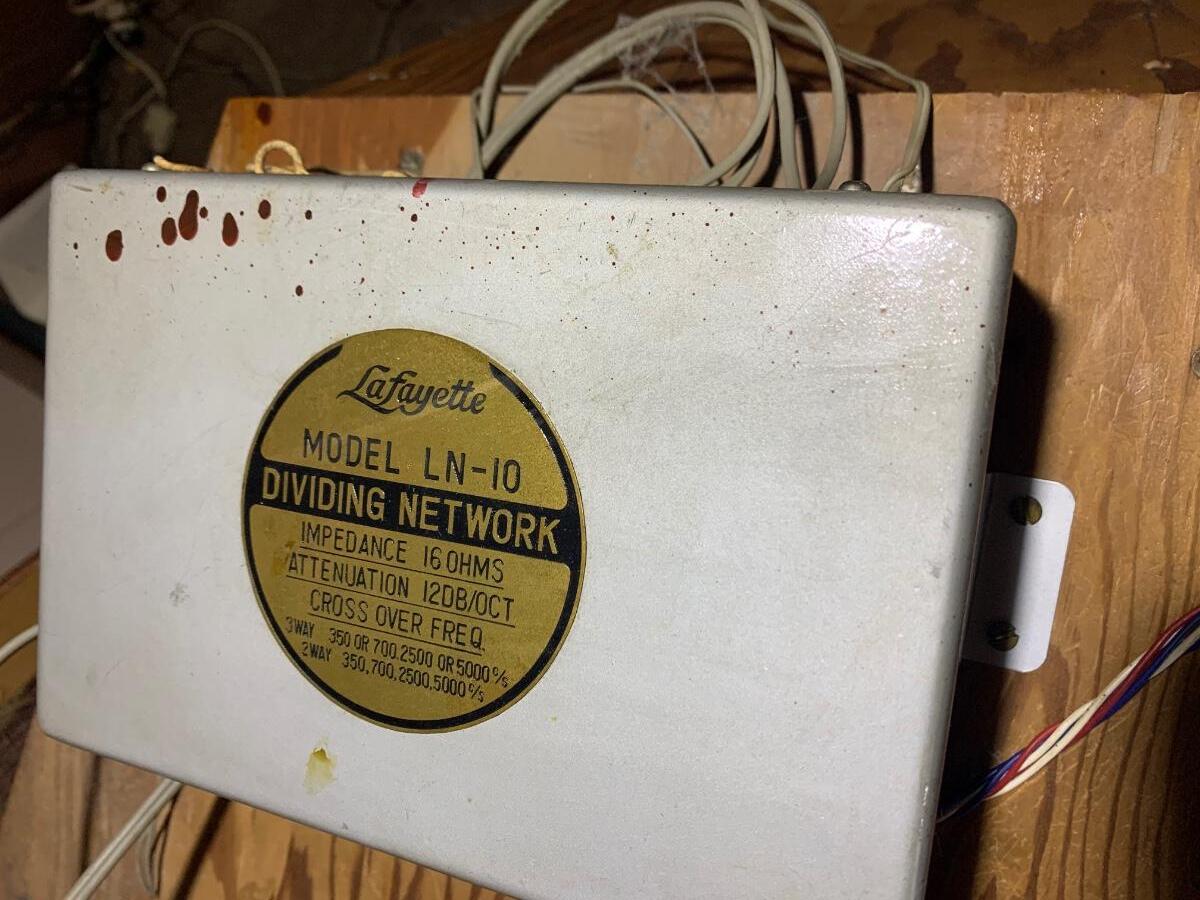 Lafayette
MODEL LN-10
DIVIDING NETWORK
IMPEDANCE 16 OHMS
ATTENUATION 12DB/OCT
CROSS OVER FREQ.
3WAY 350 OR 700.2500 OR 5000 c/s
2WAY 350,700,2500,5000 c/s